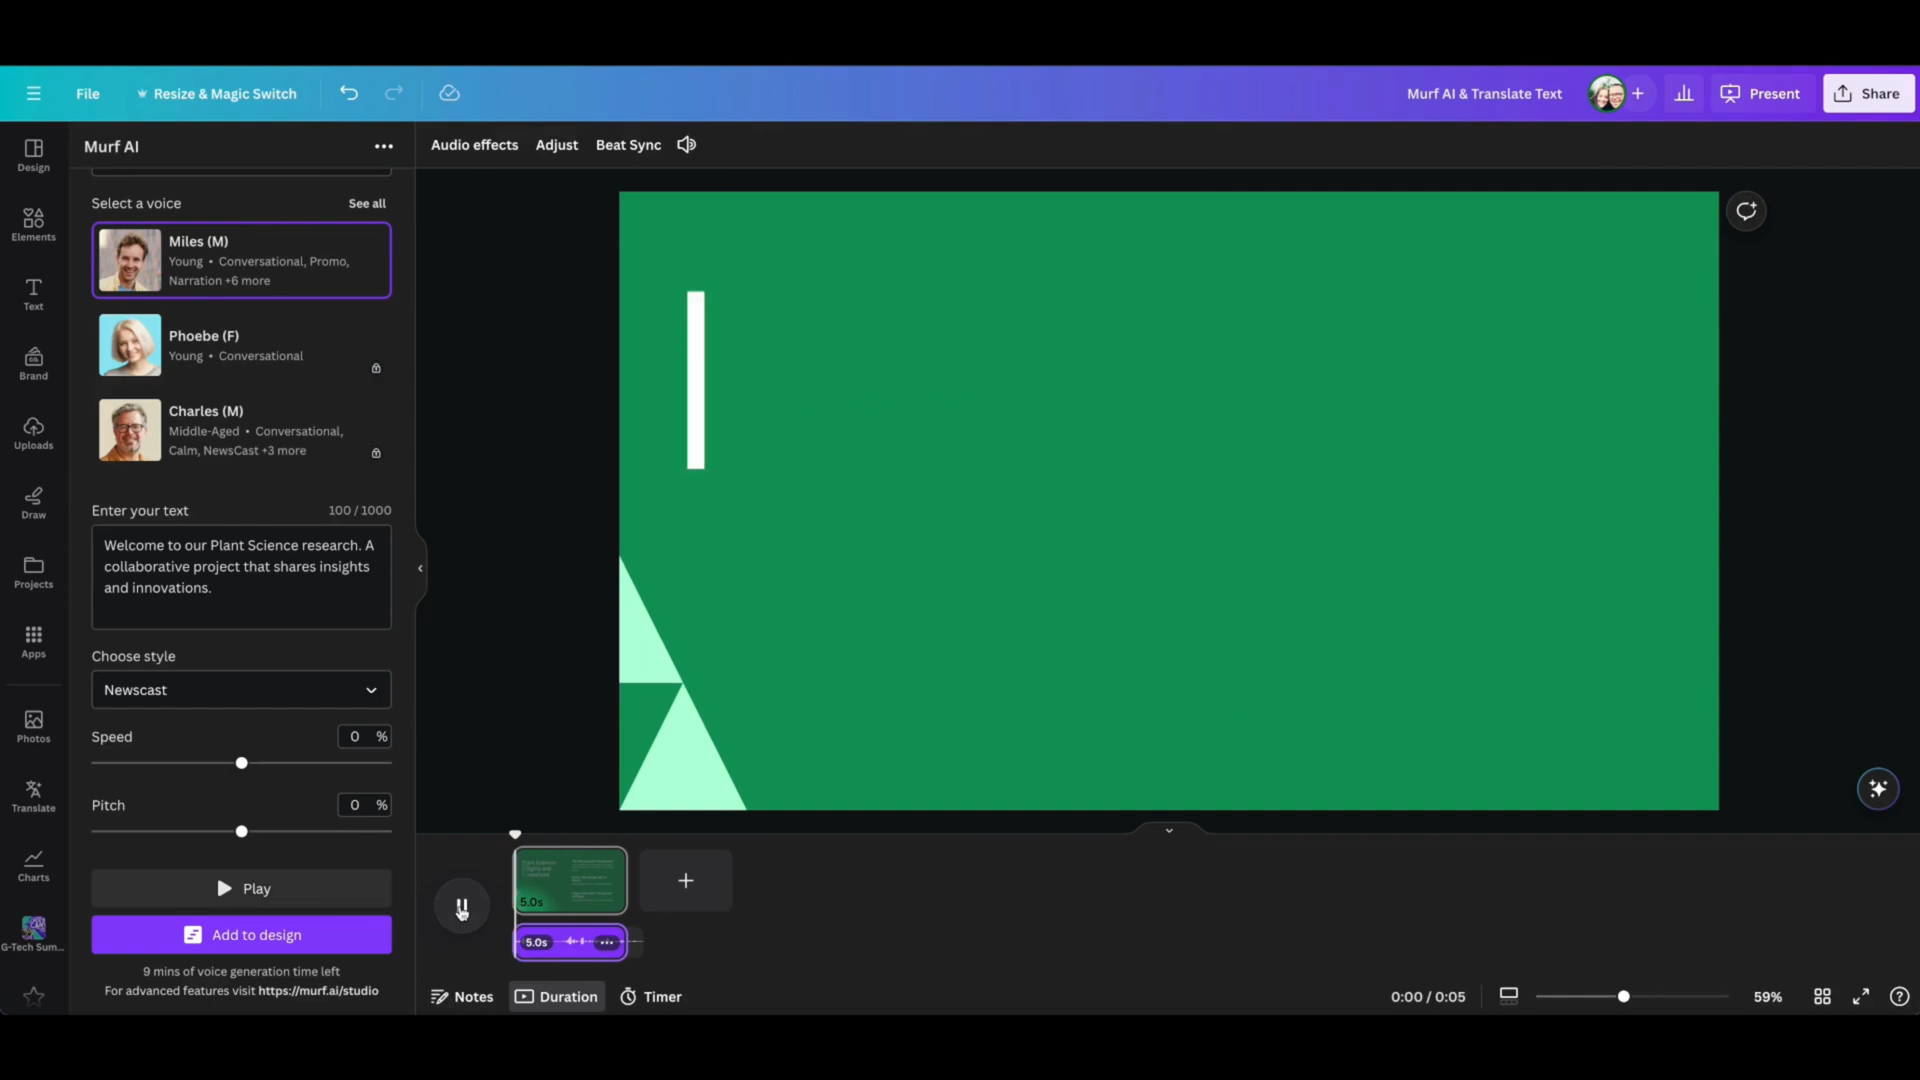 File
Resize & Magic Switch
Murf AI & Translate Text
Present
Share
Murf AI
Audio effects
Adjust
Beat Sync
Design
Elements
Text
Brand
Uploads
Draw
Projects
Apps
Photos
Translate
Charts
G-Tech Sum...
Select a voice
See all
Miles (M)
Young • Conversational, Promo,
Narration +6 more
Phoebe (F)
Young • Conversational
Charles (M)
Middle-Aged • Conversational,
Calm, NewsCast +3 more
Enter your text
100 / 1000
Welcome to our Plant Science research. A
collaborative project that shares insights
and innovations.
Choose style
Newscast
Speed
0 %
Pitch
0 %
Play
Add to design
9 mins of voice generation time left
For advanced features visit https://murf.ai/studio
5.0s
5.0s
Notes
Duration
Timer
0:00 / 0:05
59%